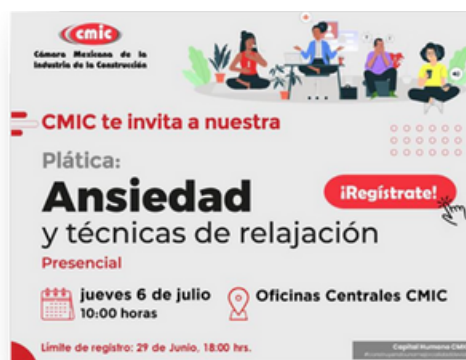 cmic
Cámara Mexicana de la
Industria de la Construcción
CMIC te invita a nuestra
Plática:
Ansiedad
¡Regístrate!
y técnicas de relajación
Presencial
jueves 6 de julio
10:00 horas
Oficinas Centrales CMIC
Límite de registro: 29 de Junio, 18:00 hrs.
Capital Humano CMIC